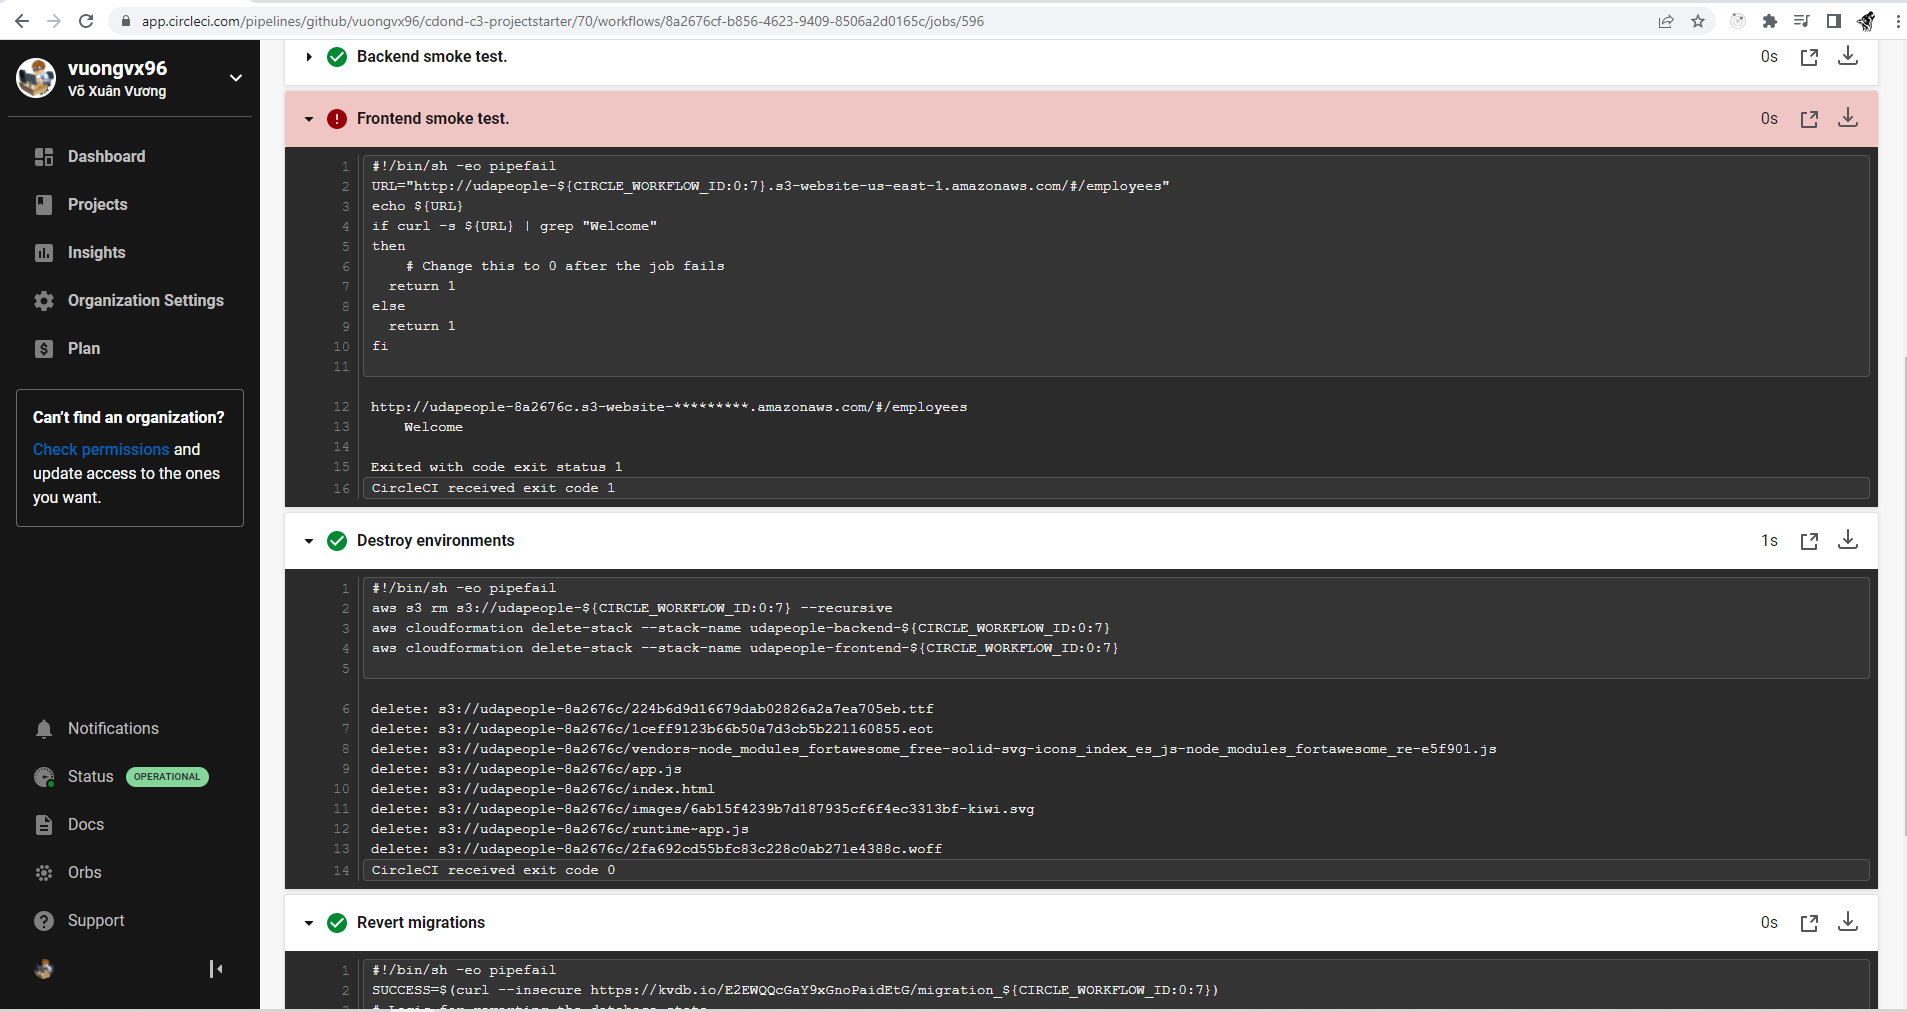 app.circleci.com/pipelines/github/vuongvx96/cdond-c3-projectstarter/70/workflows/8a2676cf-b856-4623-9409-8506a2d0165c/jobs/596
vuongvx96
Võ Xuân Vương
Dashboard
Projects
Insights
Organization Settings
Plan
Can't find an organization?
Check permissions and
update access to the ones
you want.
Notifications
Status OPERATIONAL
Docs
Orbs
Support
Backend smoke test. 0s
Frontend smoke test. 0s
1 #!/bin/sh -eo pipefail
2 URL="http://udapeople-${CIRCLE_WORKFLOW_ID:0:7}.s3-website-us-east-1.amazonaws.com/#/employees"
3 echo ${URL}
4 if curl -s ${URL} | grep "Welcome"
5 then
6 # Change this to 0 after the job fails
7 return 1
8 else
9 return 1
10 fi
11
12 http://udapeople-8a2676c.s3-website-*********.amazonaws.com/#/employees
13 Welcome
14
15 Exited with code exit status 1
16 CircleCI received exit code 1
Destroy environments 1s
1 #!/bin/sh -eo pipefail
2 aws s3 rm s3://udapeople-${CIRCLE_WORKFLOW_ID:0:7} --recursive
3 aws cloudformation delete-stack --stack-name udapeople-backend-${CIRCLE_WORKFLOW_ID:0:7}
4 aws cloudformation delete-stack --stack-name udapeople-frontend-${CIRCLE_WORKFLOW_ID:0:7}
5
6 delete: s3://udapeople-8a2676c/224b6d9d16679dab02826a2a7ea705eb.ttf
7 delete: s3://udapeople-8a2676c/1ceff9123b66b50a7d3cb5b221160855.eot
8 delete: s3://udapeople-8a2676c/vendors-node_modules_fortawesome_free-solid-svg-icons_index_es_js-node_modules_fortawesome_re-e5f901.js
9 delete: s3://udapeople-8a2676c/app.js
10 delete: s3://udapeople-8a2676c/index.html
11 delete: s3://udapeople-8a2676c/images/6ab15f4239b7d187935cf6f4ec3313bf-kiwi.svg
12 delete: s3://udapeople-8a2676c/runtime~app.js
13 delete: s3://udapeople-8a2676c/2fa692cd55bfc83c228c0ab271e4388c.woff
14 CircleCI received exit code 0
Revert migrations 0s
1 #!/bin/sh -eo pipefail
2 SUCCESS=$(curl --insecure https://kvdb.io/E2EWQQcGaY9xGnoPaidEtG/migration_${CIRCLE_WORKFLOW_ID:0:7})